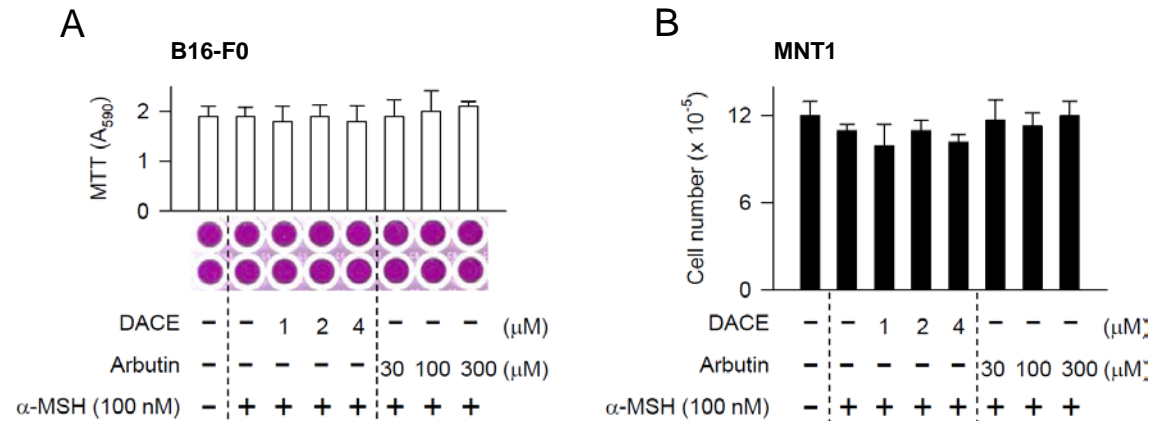 A
B16-F0
MTT (A590)
2
1
0
DACE − − 1 2 4 − − − (μM)
Arbutin − − − − − 30 100 300 (μM)
α-MSH (100 nM) − + + + + + + +
B
MNT1
Cell number (x 10-5)
12
6
0
DACE − − 1 2 4 − − − (μM)
Arbutin − − − − − 30 100 300 (μM)
α-MSH (100 nM) − + + + + + + +